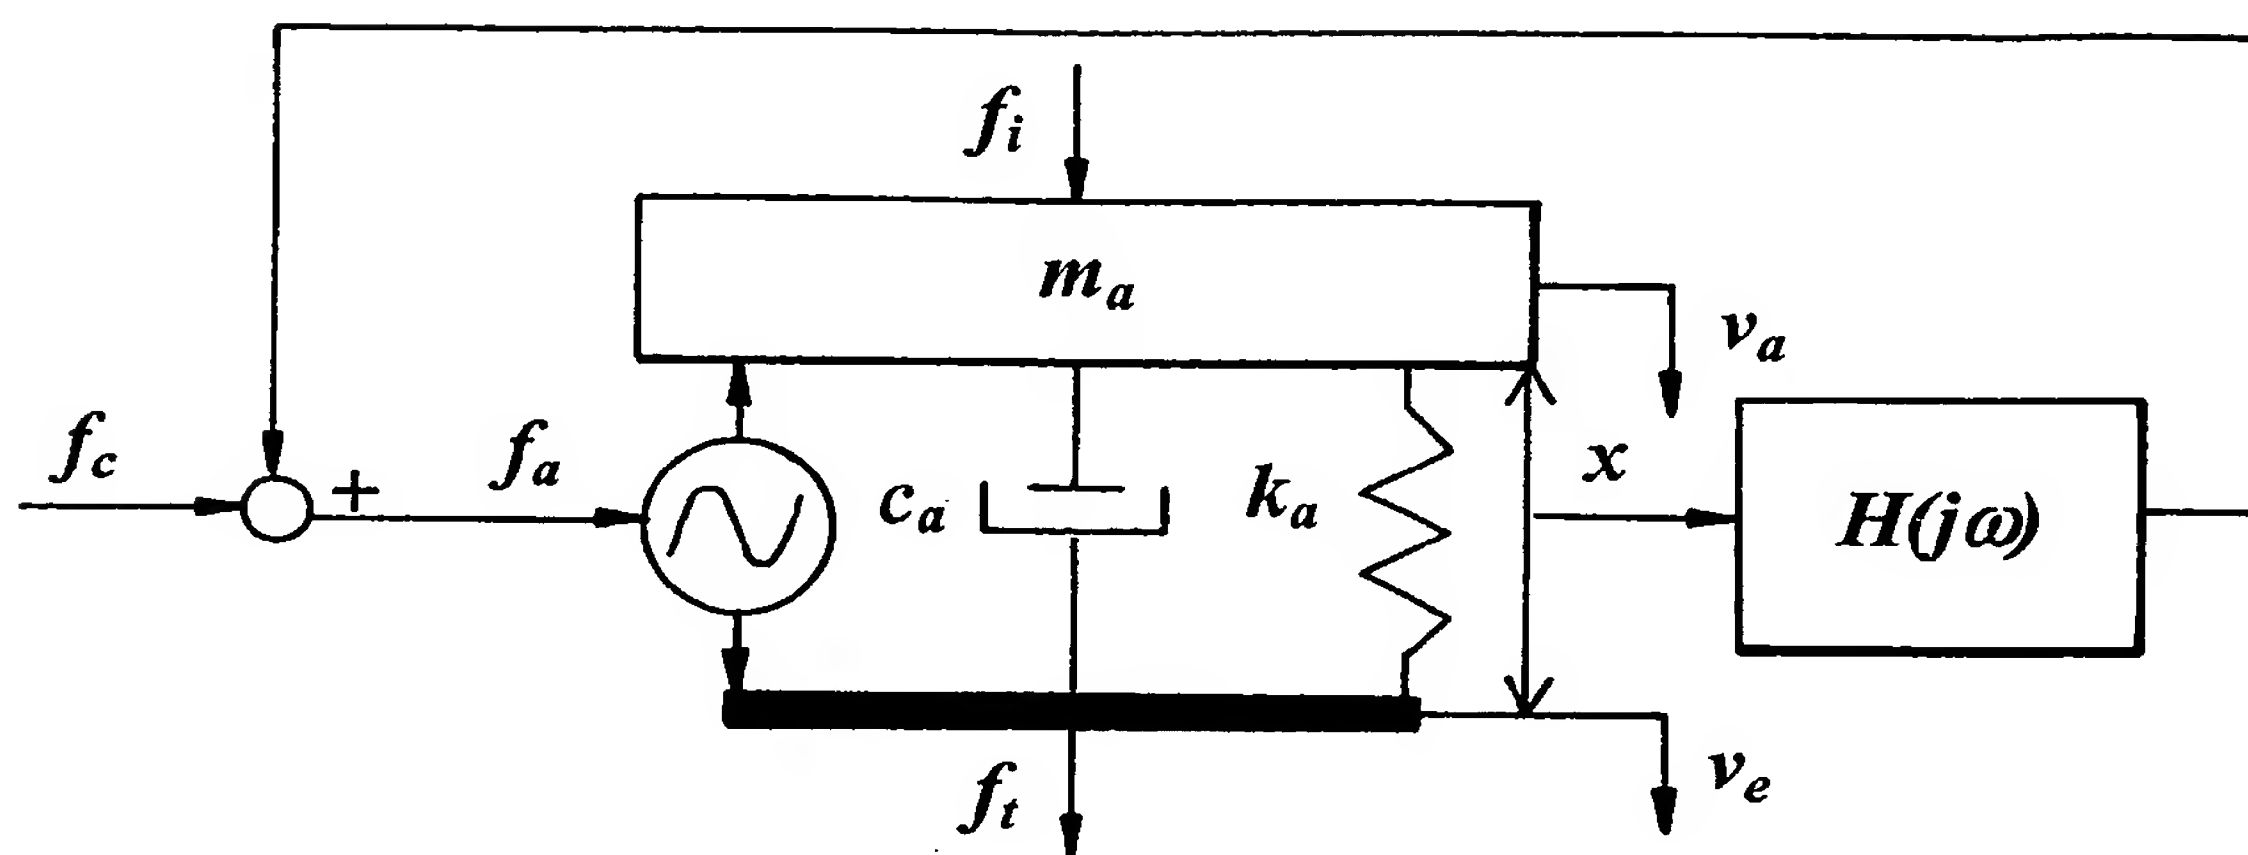 f_i
m_a
v_a
f_c
+
f_a
c_a
k_a
x
H(jω)
f_t
v_e